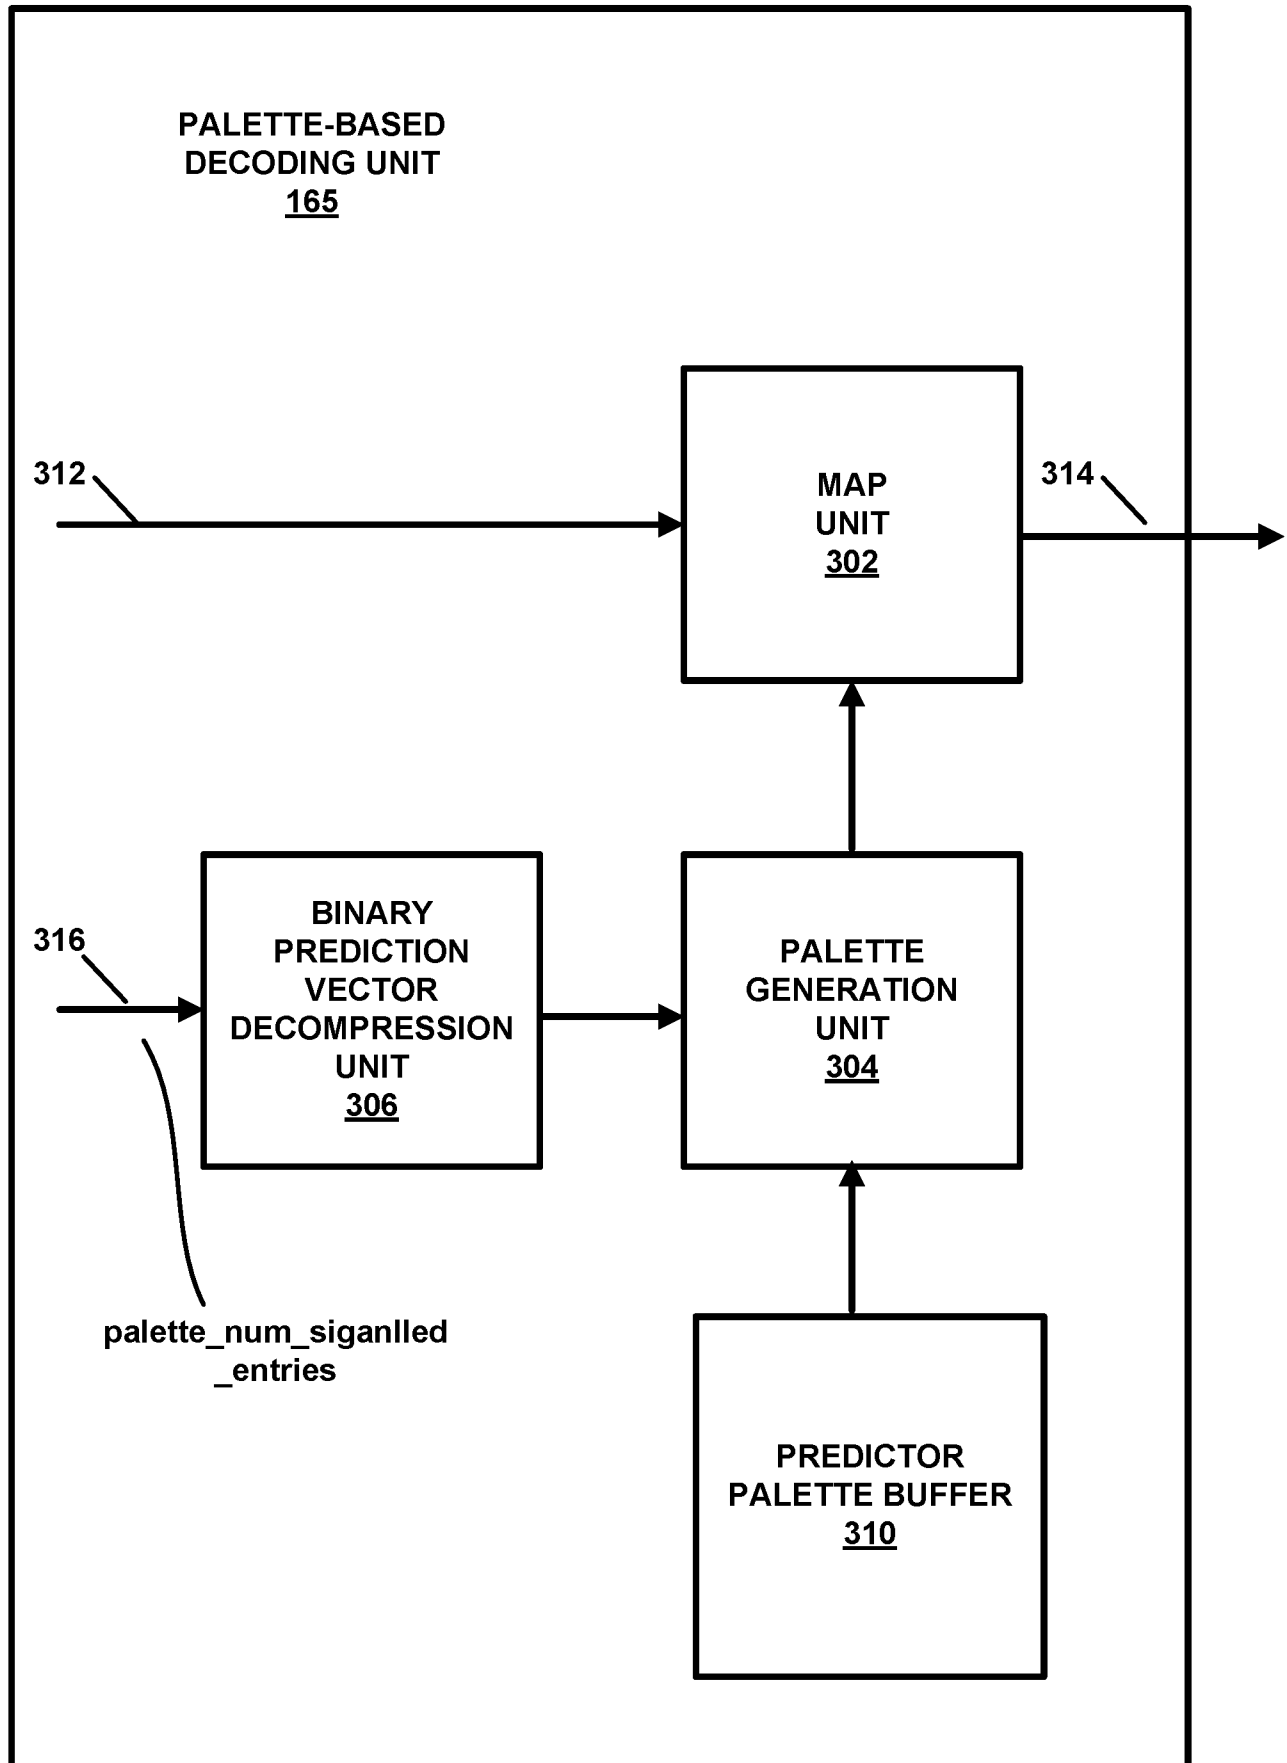 PALETTE-BASED
DECODING UNIT
165
312
MAP
UNIT
302
314
316
BINARY
PREDICTION
VECTOR
DECOMPRESSION
UNIT
306
PALETTE
GENERATION
UNIT
304
palette_num_siganlled
_entries
PREDICTOR
PALETTE BUFFER
310